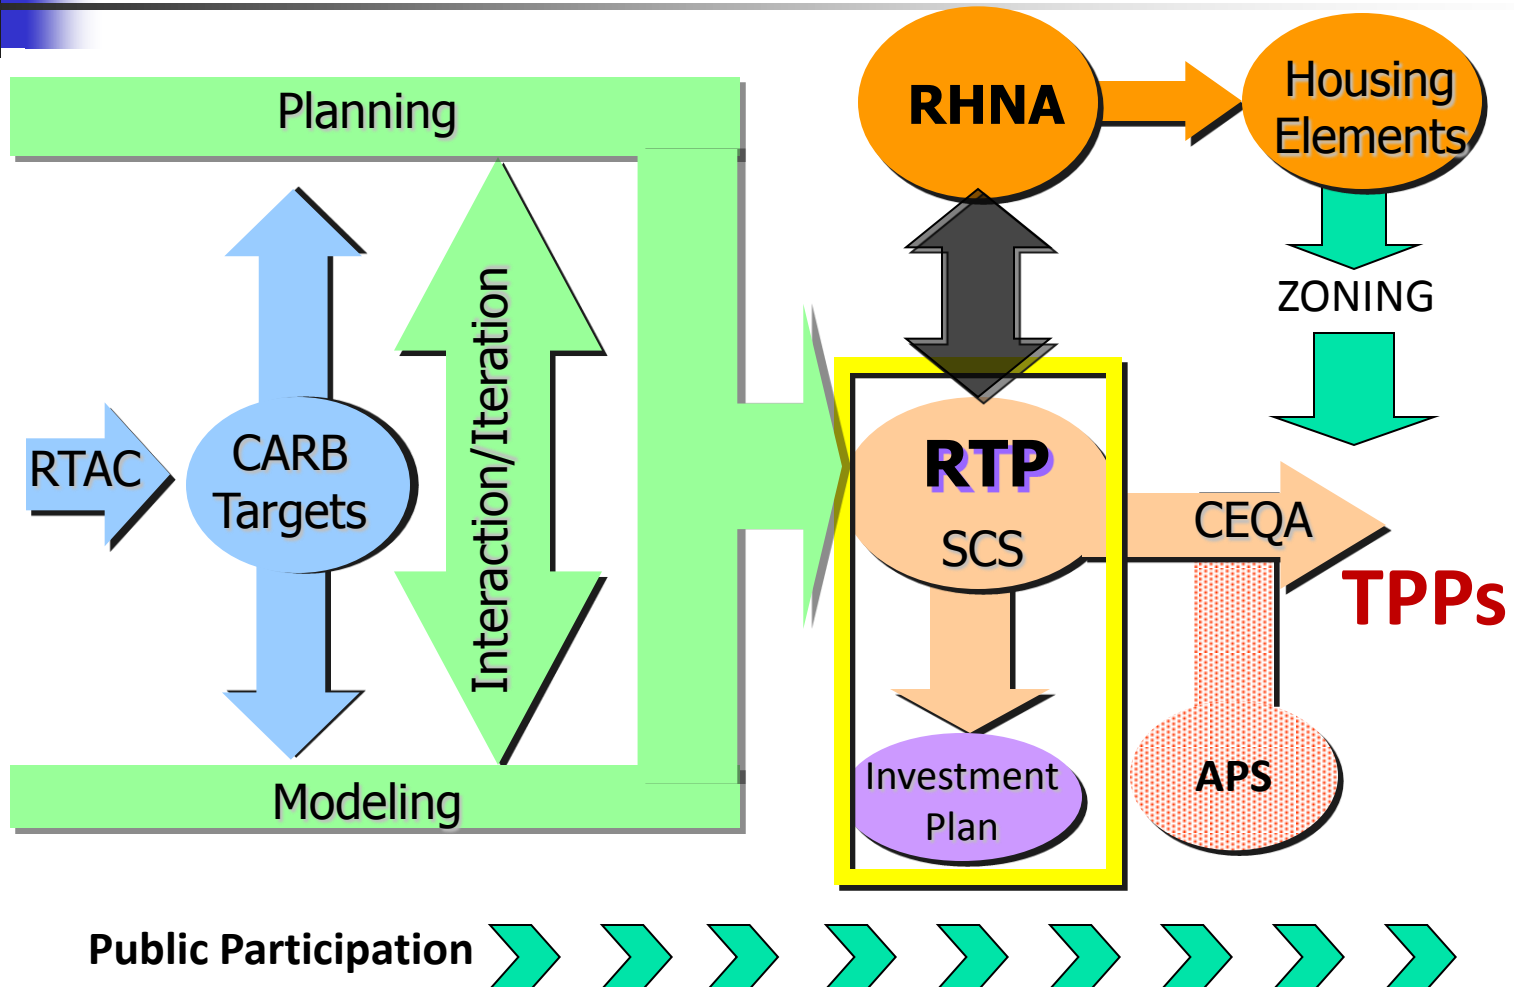 Planning
RHNA
Housing
Elements
ZONING
Interaction/Iteration
RTAC
CARB
Targets
RTP
SCS
CEQA
TPPs
Investment
Plan
APS
Modeling
Public Participation